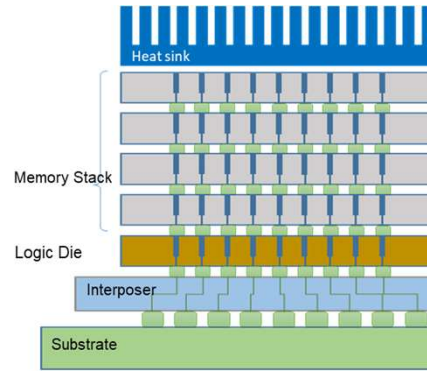 Heat sink
Memory Stack
Logic Die
Interposer
Substrate